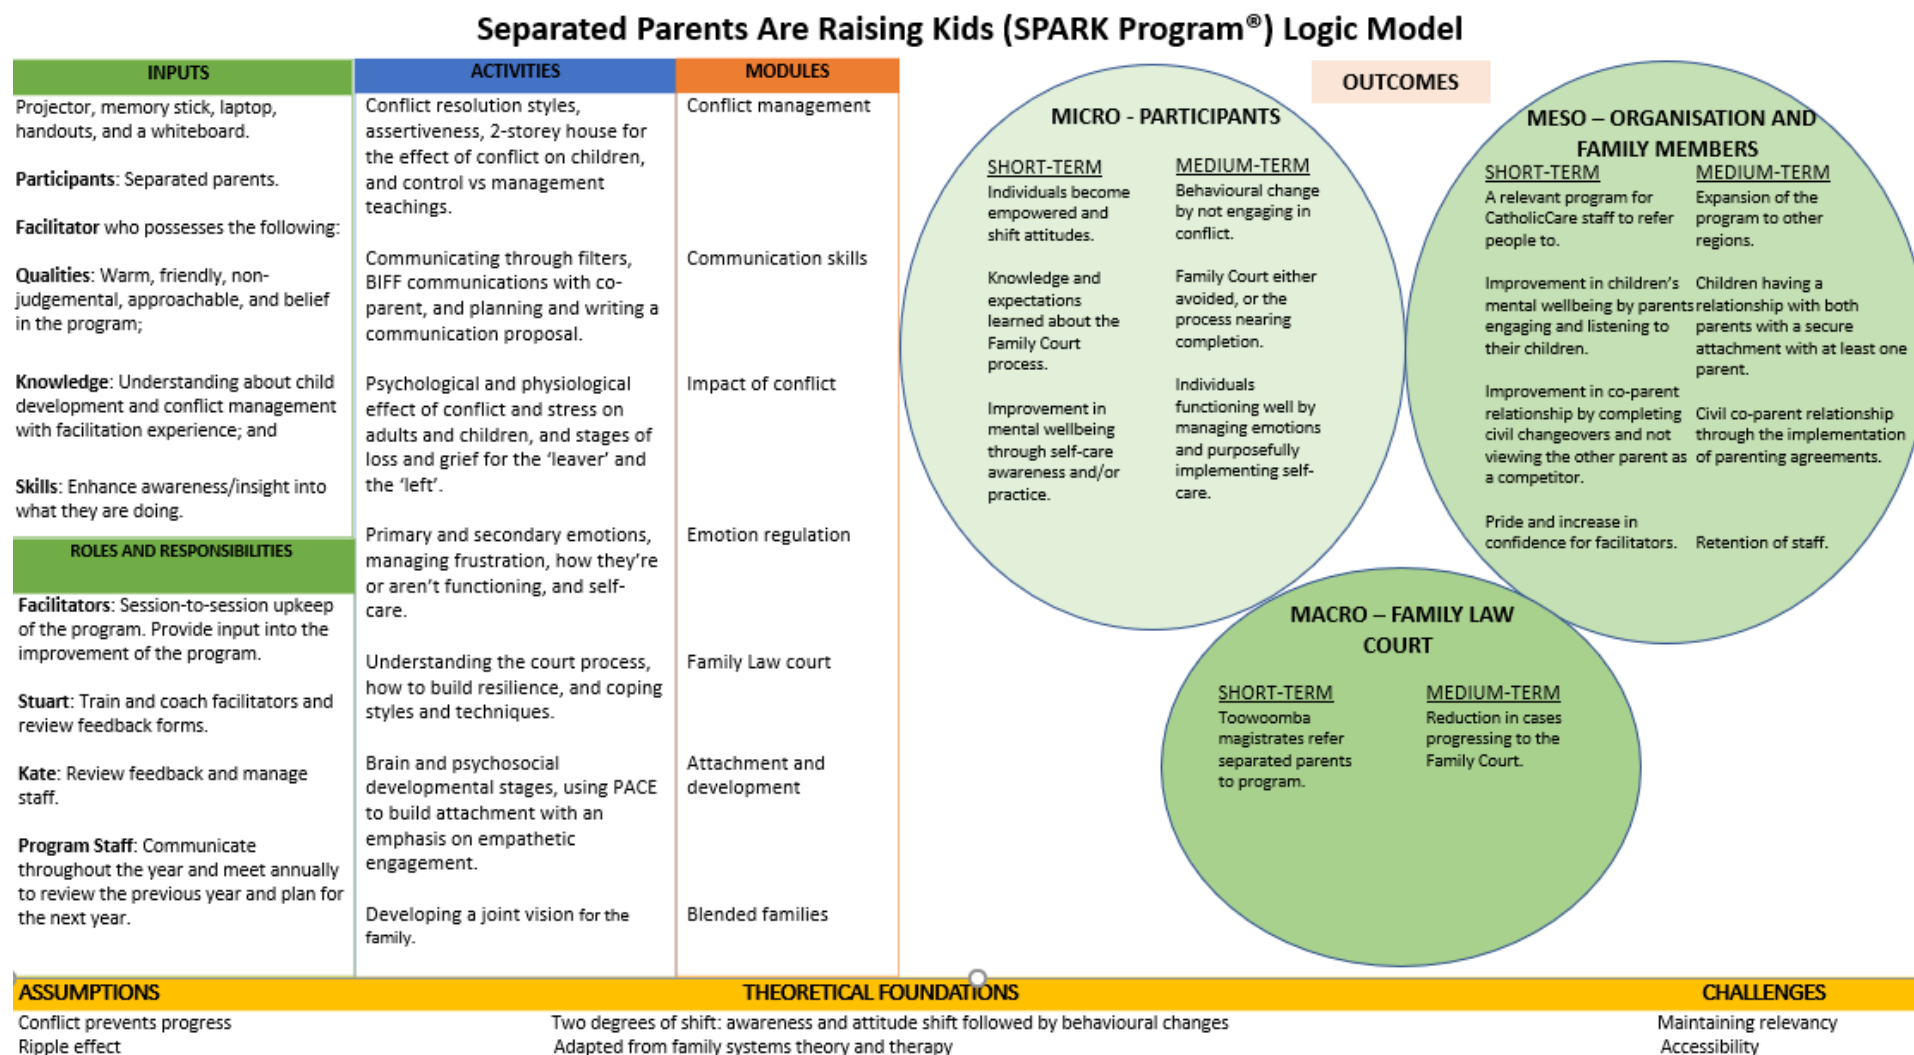 Separated Parents Are Raising Kids (SPARK Program®) Logic Model
INPUTS
Projector, memory stick, laptop,
handouts, and a whiteboard.
Participants: Separated parents.
Facilitator who possesses the following:
Qualities: Warm, friendly, non-
judgemental, approachable, and belief
in the program;
Knowledge: Understanding about child
development and conflict management
with facilitation experience; and
Skills: Enhance awareness/insight into
what they are doing.
ROLES AND RESPONSIBILITIES
Facilitators: Session-to-session upkeep
of the program. Provide input into the
improvement of the program.
Stuart: Train and coach facilitators and
review feedback forms.
Kate: Review feedback and manage
staff.
Program Staff: Communicate
throughout the year and meet annually
to review the previous year and plan for
the next year.
ACTIVITIES
Conflict resolution styles,
assertiveness, 2-storey house for
the effect of conflict on children,
and control vs management
teachings.
Communicating through filters,
BIFF communications with co-
parent, and planning and writing a
communication proposal.
Psychological and physiological
effect of conflict and stress on
adults and children, and stages of
loss and grief for the ‘leaver’ and
the ‘left’.
Primary and secondary emotions,
managing frustration, how they’re
or aren’t functioning, and self-
care.
Understanding the court process,
how to build resilience, and coping
styles and techniques.
Brain and psychosocial
developmental stages, using PACE
to build attachment with an
emphasis on empathetic
engagement.
Developing a joint vision for the
family.
MODULES
Conflict management
Communication skills
Impact of conflict
Emotion regulation
Family Law court
Attachment and
development
Blended families
OUTCOMES
MICRO - PARTICIPANTS
SHORT-TERM
Individuals become
empowered and
shift attitudes.
Knowledge and
expectations
learned about the
Family Court
process.
Improvement in
mental wellbeing
through self-care
awareness and/or
practice.
MEDIUM-TERM
Behavioural change
by not engaging in
conflict.
Family Court either
avoided, or the
process nearing
completion.
Individuals
functioning well by
managing emotions
and purposefully
implementing self-
care.
MESO – ORGANISATION AND
FAMILY MEMBERS
SHORT-TERM
A relevant program for
CatholicCare staff to refer
people to.
Improvement in children’s
mental wellbeing by parents
engaging and listening to
their children.
Improvement in co-parent
relationship by completing
civil changeovers and not
viewing the other parent as
a competitor.
Pride and increase in
confidence for facilitators.
MEDIUM-TERM
Expansion of the
program to other
regions.
Children having a
relationship with both
parents with a secure
attachment with at least one
parent.
Civil co-parent relationship
through the implementation
of parenting agreements.
Retention of staff.
MACRO – FAMILY LAW
COURT
SHORT-TERM
Toowoomba
magistrates refer
separated parents
to program.
MEDIUM-TERM
Reduction in cases
progressing to the
Family Court.
ASSUMPTIONS
Conflict prevents progress
Ripple effect
THEORETICAL FOUNDATIONS
Two degrees of shift: awareness and attitude shift followed by behavioural changes
Adapted from family systems theory and therapy
CHALLENGES
Maintaining relevancy
Accessibility